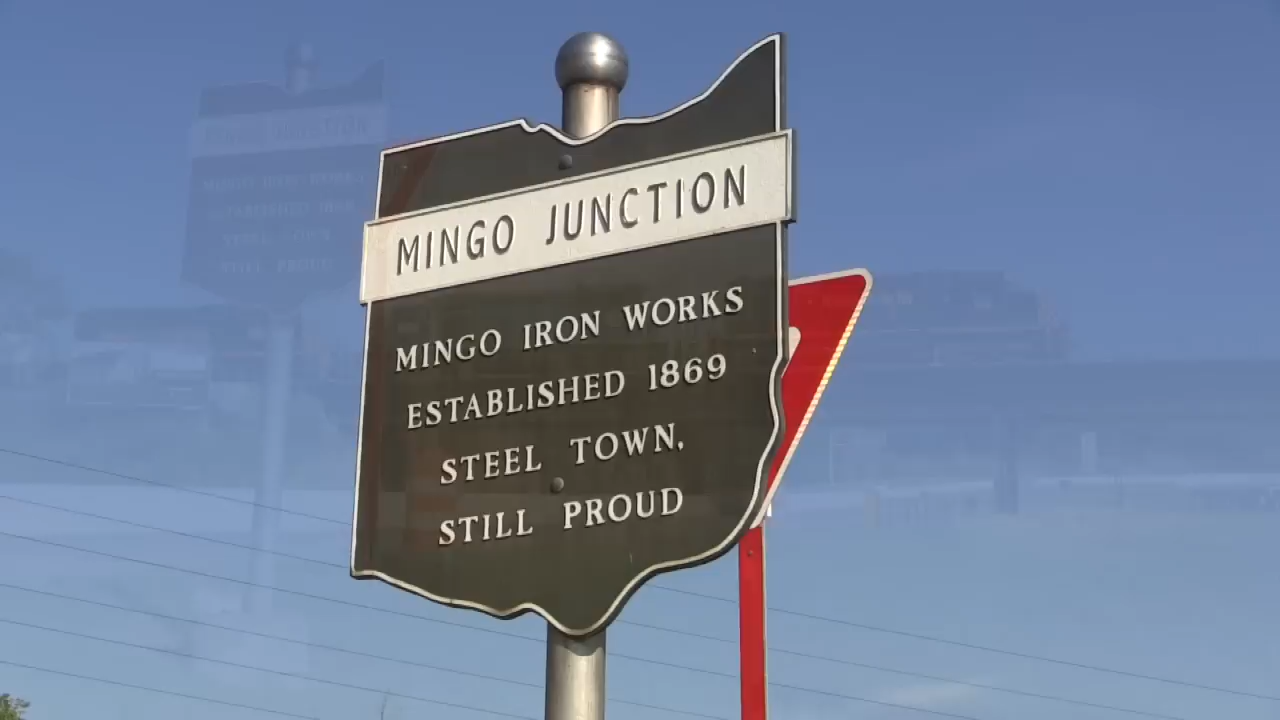 MINGO JUNCTION
MINGO IRON WORKS
ESTABLISHED 1869
STEEL TOWN,
STILL PROUD